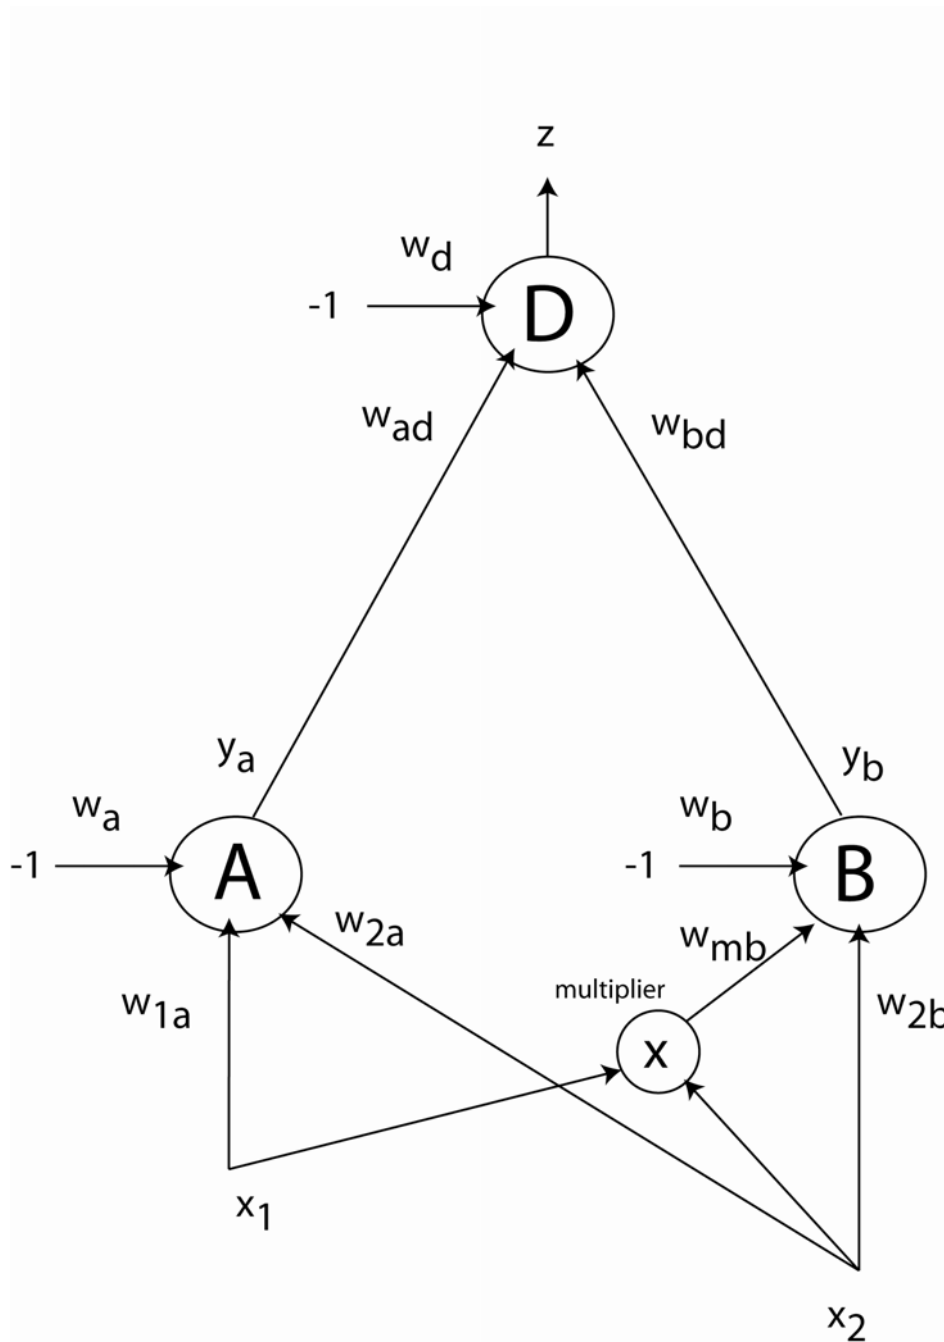 z
w_d
-1
D
w_ad
w_bd
y_a
y_b
w_a
w_b
-1
A
-1
B
w_2a
w_mb
multiplier
w_1a
w_2b
x
x_1
x_2